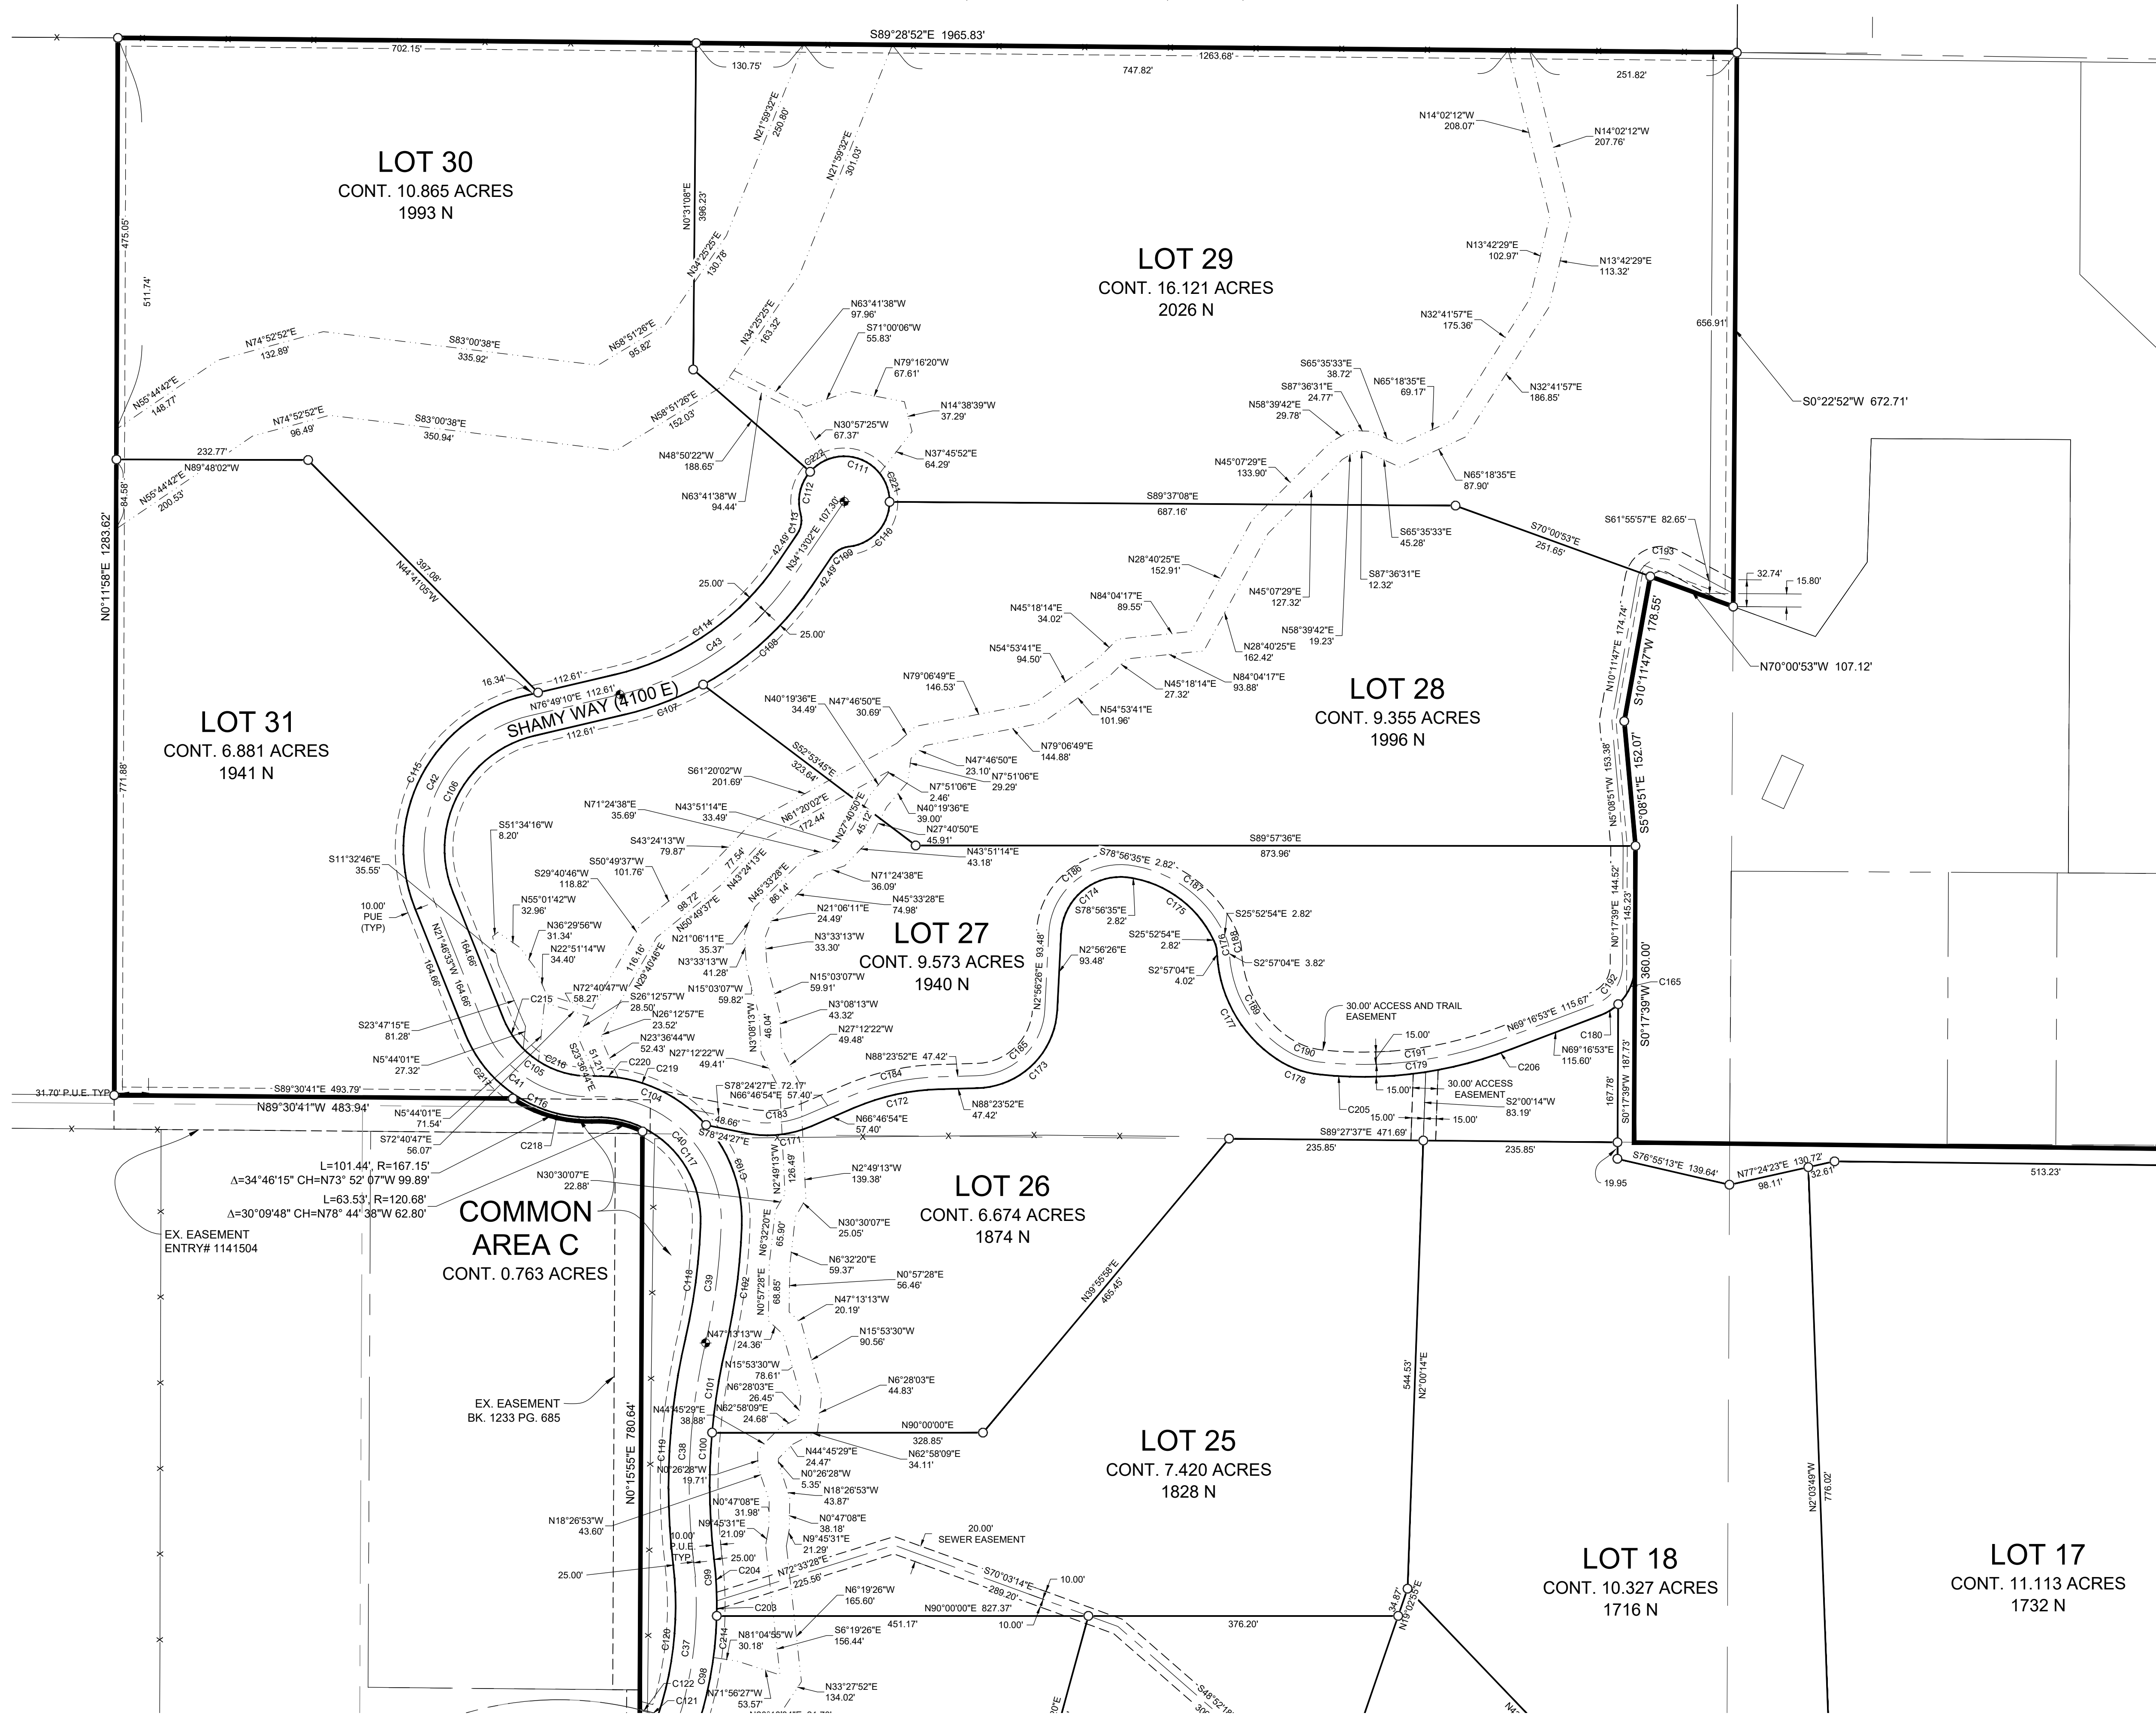 S89°28'52"E 1965.83'
702.15'
130.75'
747.82'
1263.68'
251.82'
LOT 30
CONT. 10.865 ACRES
1993 N
475.05'
511.74'
N0°31'08"E
396.23'
N21°59'32"E
250.80'
N21°59'32"E
301.03'
N34°25'25"E
130.78'
N34°25'25"E
163.32'
LOT 29
CONT. 16.121 ACRES
2026 N
N14°02'12"W
208.07'
N14°02'12"W
207.76'
N13°42'29"E
102.97'
N13°42'29"E
113.32'
N32°41'57"E
175.36'
N32°41'57"E
186.85'
656.91'
S0°22'52"W 672.71'
N74°52'52"E
132.89'
S83°00'38"E
335.92'
N58°51'26"E
95.82'
N55°44'42"E
148.77'
N74°52'52"E
96.49'
S83°00'38"E
350.94'
N58°51'26"E
152.03'
N63°41'38"W
97.96'
S71°00'06"W
55.83'
N79°16'20"W
67.61'
N14°38'39"W
37.29'
N30°57'25"W
67.37'
N37°45'52"E
64.29'
N48°50'22"W
188.65'
N63°41'38"W
94.44'
S65°35'33"E
38.72'
S87°36'31"E
24.77'
N65°18'35"E
69.17'
N58°39'42"E
29.78'
N45°07'29"E
133.90'
N65°18'35"E
87.90'
S65°35'33"E
45.28'
S87°36'31"E
12.32'
N45°07'29"E
127.32'
N58°39'42"E
19.23'
232.77'
N89°48'02"W
84.58'
N55°44'42"E
200.53'
N0°11'58"E 1283.62'
397.08'
N44°41'05"W
C222
C111
C221
C112
C113
C110
C109
42.49'
42.49'
N34°13'02"E 107.30'
S89°37'08"E
687.16'
S70°00'53"E
251.65'
S61°55'57"E 82.65'
C193
32.74'
15.80'
N70°00'53"W 107.12'
S10°11'47"W 178.55'
N10°11'47"E 174.74'
S5°08'51"E 152.07'
N5°08'51"W 153.38'
25.00'
25.00'
C114
C43
C108
N28°40'25"E
152.91'
N84°04'17"E
89.55'
N45°18'14"E
34.02'
N54°53'41"E
94.50'
N28°40'25"E
162.42'
N84°04'17"E
93.88'
N45°18'14"E
27.32'
N54°53'41"E
101.96'
N79°06'49"E
146.53'
N79°06'49"E
144.88'
LOT 28
CONT. 9.355 ACRES
1996 N
16.34'
112.61'
N76°49'10"E 112.61'
SHAMY WAY (4100 E)
C107
112.61'
LOT 31
CONT. 6.881 ACRES
1941 N
771.88'
C115
C42
C106
N40°19'36"E
34.49'
N47°46'50"E
30.69'
N47°46'50"E
23.10'
N7°51'06"E
29.29'
N7°51'06"E
2.46'
N40°19'36"E
39.00'
N27°40'50"E
45.91'
S52°53'45"E
323.64'
S61°20'02"W
201.69'
N61°20'02"E
172.44'
N27°40'50"E
45.12'
N71°24'38"E
35.69'
N43°51'14"E
33.49'
N43°51'14"E
43.18'
S43°24'13"W
79.87'
77.54'
N43°24'13"E
N71°24'38"E
36.09'
N45°33'28"E
86.14'
N45°33'28"E
74.98'
S50°49'37"W
101.76'
98.72'
N50°49'37"E
S29°40'46"W
118.82'
116.16'
N29°40'46"E
S51°34'16"W
8.20'
S11°32'46"E
35.55'
N55°01'42"W
32.96'
N36°29'56"W
31.34'
N22°51'14"W
34.40'
10.00'
PUE
(TYP)
164.66'
N21°46'33"W 164.66'
164.66'
S89°57'36"E
873.96'
LOT 27
CONT. 9.573 ACRES
1940 N
N21°06'11"E
24.49'
N21°06'11"E
35.37'
N3°33'13"W
33.30'
N3°33'13"W
41.28'
N15°03'07"W
59.91'
N15°03'07"W
59.82'
N3°08'13"W
43.32'
N3°08'13"W
46.04'
N27°12'22"W
49.48'
N27°12'22"W
49.41'
S78°56'35"E 2.82'
C186
C187
C174
C175
S78°56'35"E
2.82'
S25°52'54"E 2.82'
S25°52'54"E
2.82'
C176
C188
S2°57'04"E 3.82'
S2°57'04"E
4.02'
N2°56'26"E 93.48'
N2°56'26"E
93.48'
C189
C177
30.00' ACCESS AND TRAIL
EASEMENT
C190
C191
C178
C179
15.00'
15.00'
C205
C206
N69°16'53"E 115.67'
N69°16'53"E
115.60'
C180
C192
C165
N0°17'39"E 144.52'
145.23'
S0°17'39"W 360.00'
S0°17'39"W 187.73'
167.78'
30.00' ACCESS
EASEMENT
S2°00'14"W
83.19'
15.00'
15.00'
C185
C173
N88°23'52"E 47.42'
N88°23'52"E
47.42'
C184
C172
N66°46'54"E 57.40'
N66°46'54"E
57.40'
S78°24'27"E 72.17'
C183
C171
48.66'
S78°24'27"E
N72°40'47"W
58.27'
S26°12'57"W
28.50'
N26°12'57"E
23.52'
N23°36'44"W
52.43'
S23°36'44"E
51.21'
C215
C216
C105
C41
C217
C116
C218
C104
C220
C219
C40
C117
C103
S23°47'15"E
81.28'
N5°44'01"E
27.32'
N5°44'01"E
71.54'
S72°40'47"E
56.07'
31.70' P.U.E. TYP
S89°30'41"E 493.79'
N89°30'41"W 483.94'
L=101.44', R=167.15'
Δ=34°46'15" CH=N73° 52' 07"W 99.89'
L=63.53', R=120.68'
Δ=30°09'48" CH=N78° 44' 38"W 62.80'
COMMON
AREA C
CONT. 0.763 ACRES
EX. EASEMENT
ENTRY# 1141504
N2°49'13"W
126.49'
N2°49'13"W
139.38'
N30°30'07"E
22.88'
N30°30'07"E
25.05'
N6°32'20"E
65.90'
N6°32'20"E
59.37'
N0°57'28"E
68.85'
N0°57'28"E
56.46'
N47°13'13"W
20.19'
N47°13'13"W
24.36'
N15°53'30"W
90.56'
N15°53'30"W
78.61'
N6°28'03"E
44.83'
N6°28'03"E
26.45'
LOT 26
CONT. 6.674 ACRES
1874 N
S89°27'37"E 471.69'
235.85'
235.85'
19.95
S76°55'13"E 139.64'
N77°24'23"E 130.72'
98.11'
32.61'
513.23'
N39°55'58"E
465.45'
C118
C39
C102
C101
C119
C38
C100
EX. EASEMENT
BK. 1233 PG. 685
N0°15'55"E 780.64'
N44°45'29"E
38.88'
N62°58'09"E
24.68'
N90°00'00"E
328.85'
N62°58'09"E
34.11'
N44°45'29"E
24.47'
N0°26'28"W
19.71'
N0°26'28"W
5.35'
N18°26'53"W
43.87'
N18°26'53"W
43.60'
N0°47'08"E
31.98'
N0°47'08"E
38.18'
N9°45'31"E
21.09'
N9°45'31"E
21.29'
10.00'
P.U.E.
TYP
25.00'
25.00'
C99
C204
C203
N72°33'28"E
225.56'
20.00'
SEWER EASEMENT
S70°03'14"E
289.20'
10.00'
10.00'
LOT 25
CONT. 7.420 ACRES
1828 N
544.53'
N2°00'14"E
N90°00'00"E 827.37'
451.17'
376.20'
34.87'
N19°02'55"E
N6°19'26"W
165.60'
S6°19'26"E
156.44'
N81°04'55"W
30.18'
C214
C120
C37
C98
C122
C121
N71°56'27"W
53.57'
N33°27'52"E
134.02'
S48°52'18"
LOT 18
CONT. 10.327 ACRES
1716 N
N2°03'49"W
776.02'
LOT 17
CONT. 11.113 ACRES
1732 N